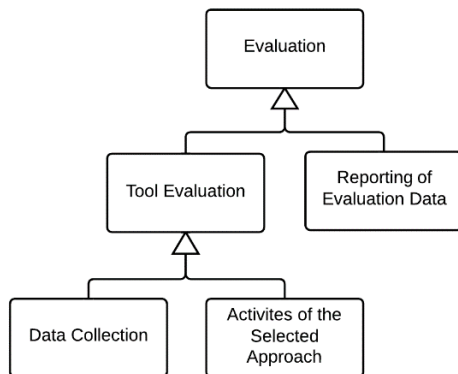 Evaluation
Tool Evaluation
Reporting of
Evaluation Data
Data Collection
Activites of the
Selected
Approach